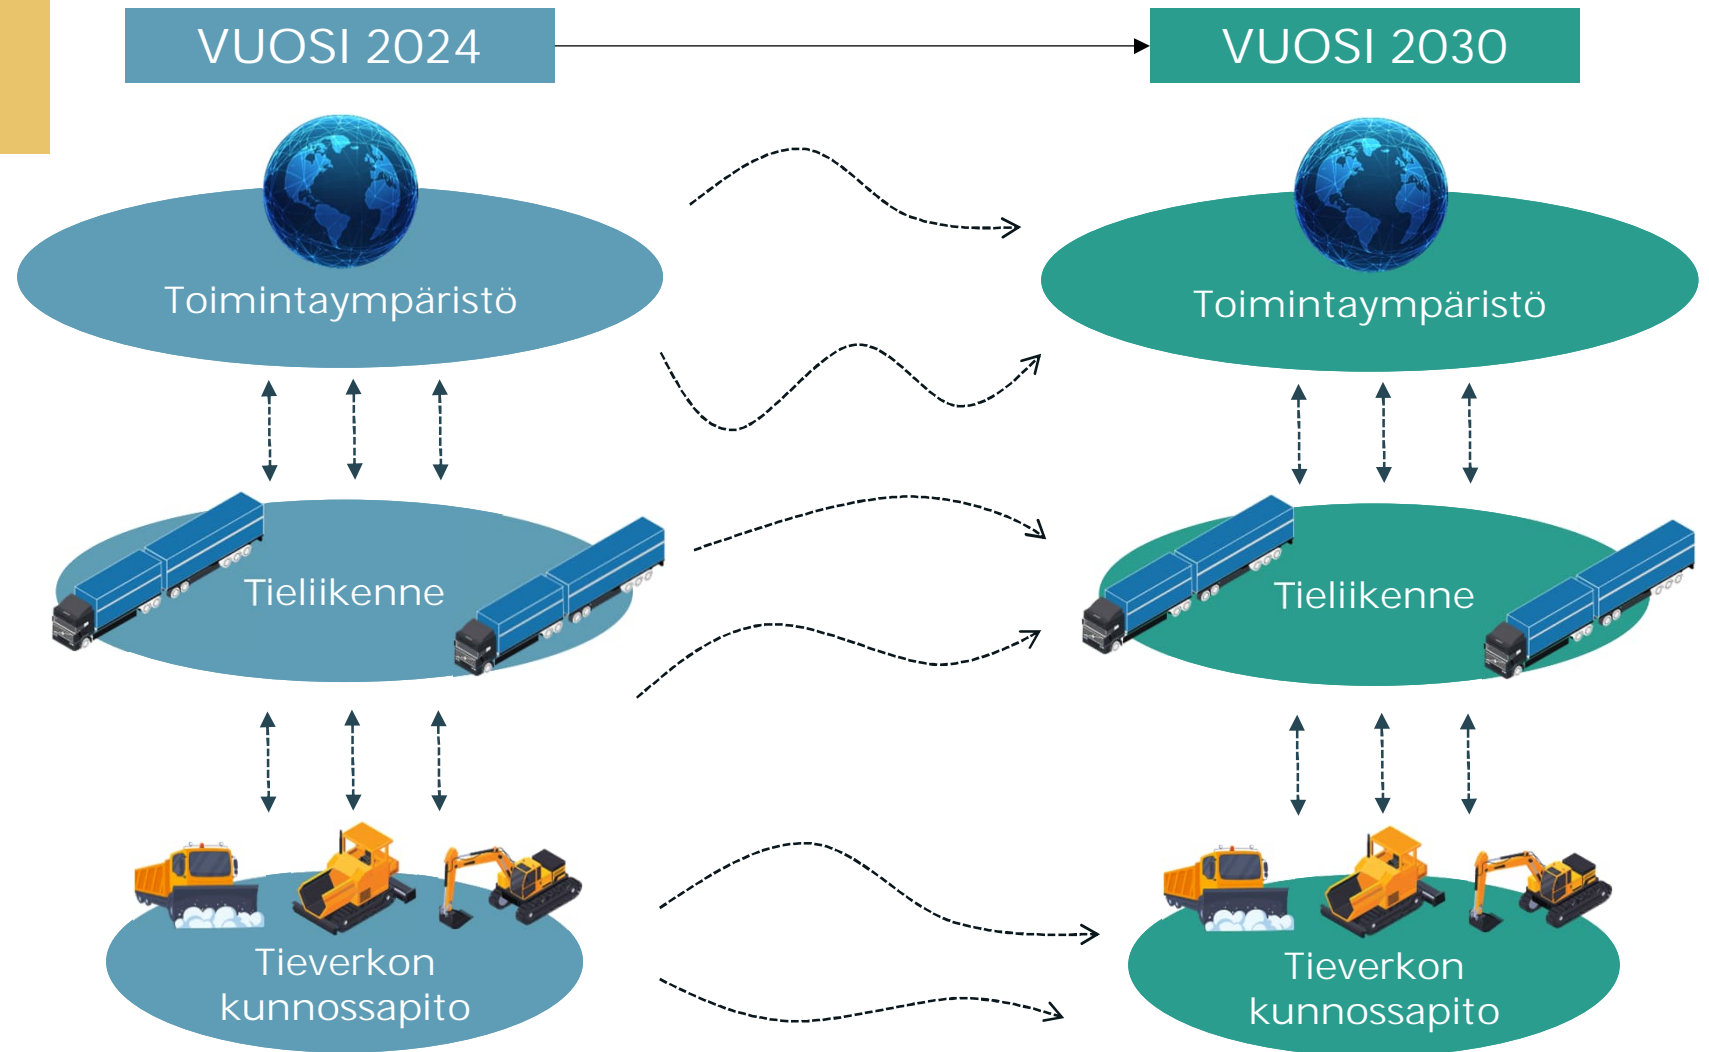 VUOSI 2024
VUOSI 2030
Toimintaympäristö
Toimintaympäristö
Tieliikenne
Tieliikenne
Tieverkon
kunnossapito
Tieverkon
kunnossapito